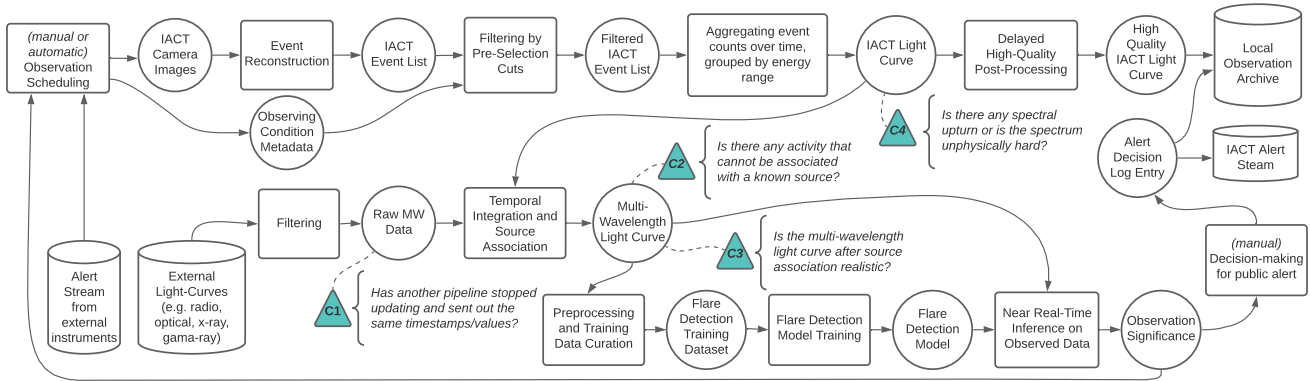 (manual or
automatic)
Observation
Scheduling
IACT
Camera
Images
Event
Reconstruction
IACT
Event List
Filtering by
Pre-Selection
Cuts
Filtered
IACT
Event List
Aggregating event
counts over time,
grouped by energy
range
IACT Light
Curve
Delayed
High-Quality
Post-Processing
High
Quality
IACT Light
Curve
Local
Observation
Archive
Observing
Condition
Metadata
C4
Is there any spectral
upturn or is the spectrum
unphysically hard?
C2
Is there any activity that
cannot be associated
with a known source?
Alert
Decision
Log Entry
IACT Alert
Steam
Filtering
Raw MW
Data
Temporal
Integration and
Source
Association
Multi-
Wavelength
Light Curve
C3
Is the multi-wavelength
light curve after source
association realistic?
(manual)
Decision-making
for public alert
Alert
Stream
from
external
instruments
External
Light-Curves
(e.g. radio,
optical, x-ray,
gama-ray)
C1
Has another pipeline stopped
updating and sent out the
same timestamps/values?
Preprocessing
and Training
Data Curation
Flare
Detection
Training
Dataset
Flare Detection
Model Training
Flare
Detection
Model
Near Real-Time
Inference on
Observed Data
Observation
Significance